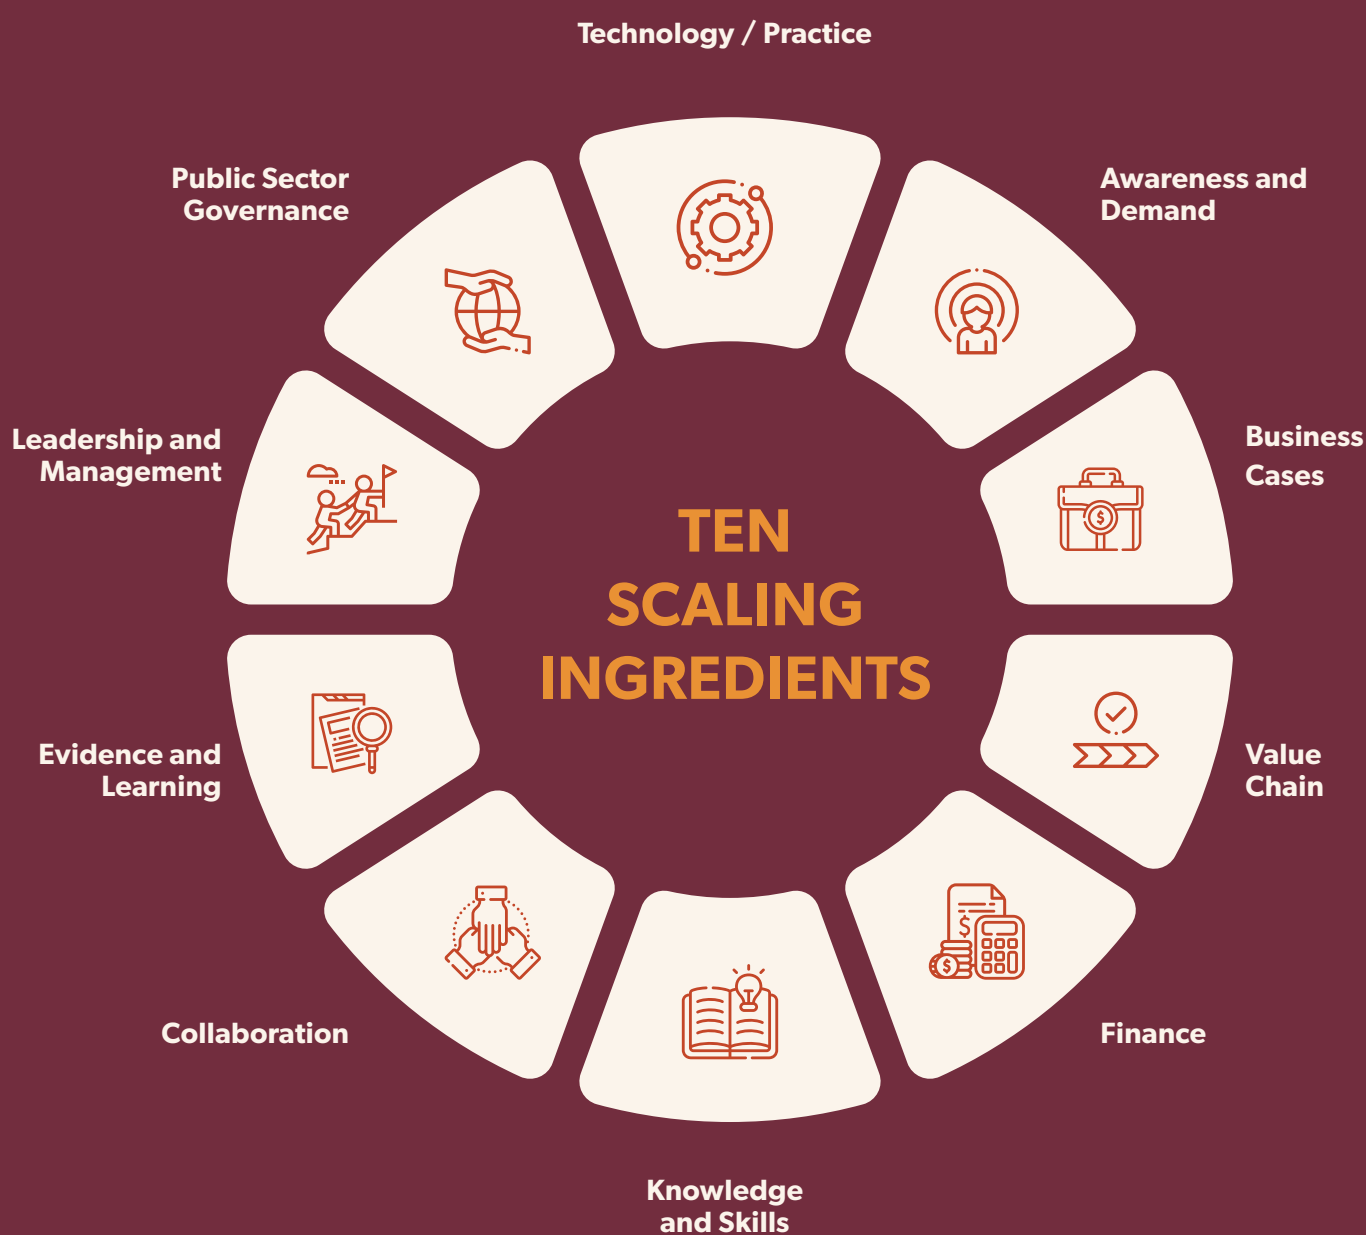 Technology / Practice
Public Sector
Governance
Awareness and
Demand
Leadership and
Management
Business
Cases
TEN
SCALING
INGREDIENTS
Evidence and
Learning
Value
Chain
Collaboration
Finance
Knowledge
and Skills
$
$
$